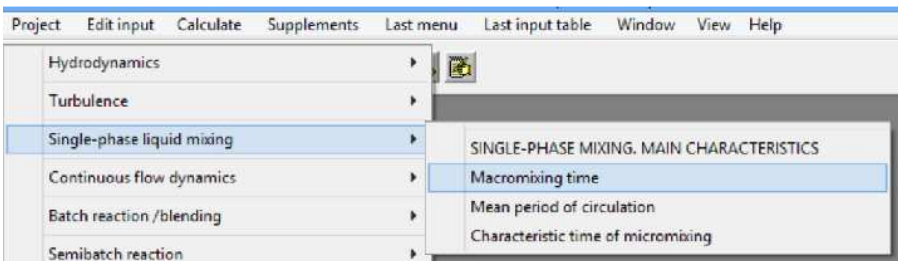 Project Edit input Calculate Supplements Last menu Last input table Window View Help
Hydrodynamics
Turbulence
Single-phase liquid mixing
Continuous flow dynamics
Batch reaction /blending
Semibatch reaction
SINGLE-PHASE MIXING. MAIN CHARACTERISTICS
Macromixing time
Mean period of circulation
Characteristic time of micromixing